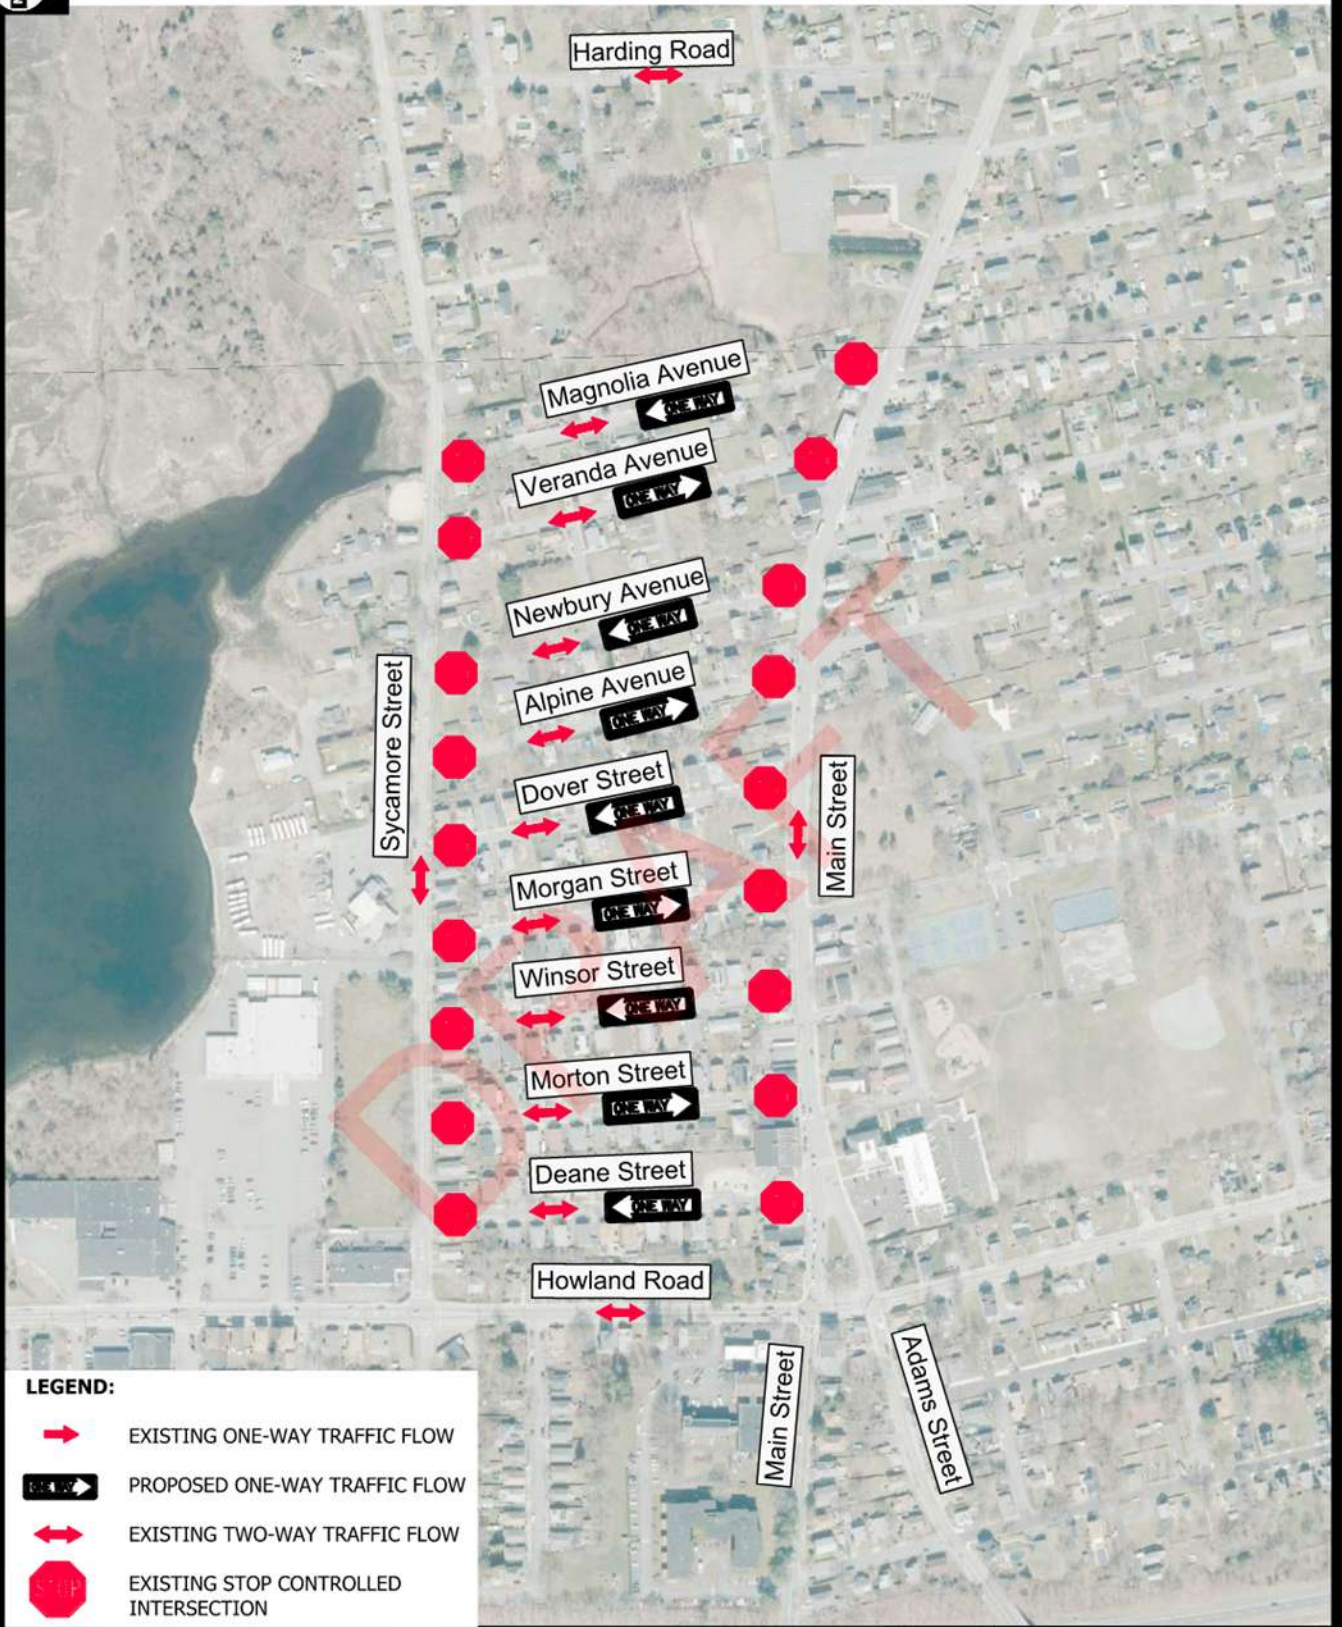 Harding Road
Magnolia Avenue
ONE WAY
Veranda Avenue
ONE WAY
Newbury Avenue
ONE WAY
Alpine Avenue
ONE WAY
Sycamore Street
Dover Street
ONE WAY
Main Street
Morgan Street
ONE WAY
Winsor Street
ONE WAY
Morton Street
ONE WAY
Deane Street
ONE WAY
Howland Road
Main Street
Adams Street
DRAFT
LEGEND:
EXISTING ONE-WAY TRAFFIC FLOW
ONE WAY
PROPOSED ONE-WAY TRAFFIC FLOW
EXISTING TWO-WAY TRAFFIC FLOW
STOP
EXISTING STOP CONTROLLED
INTERSECTION